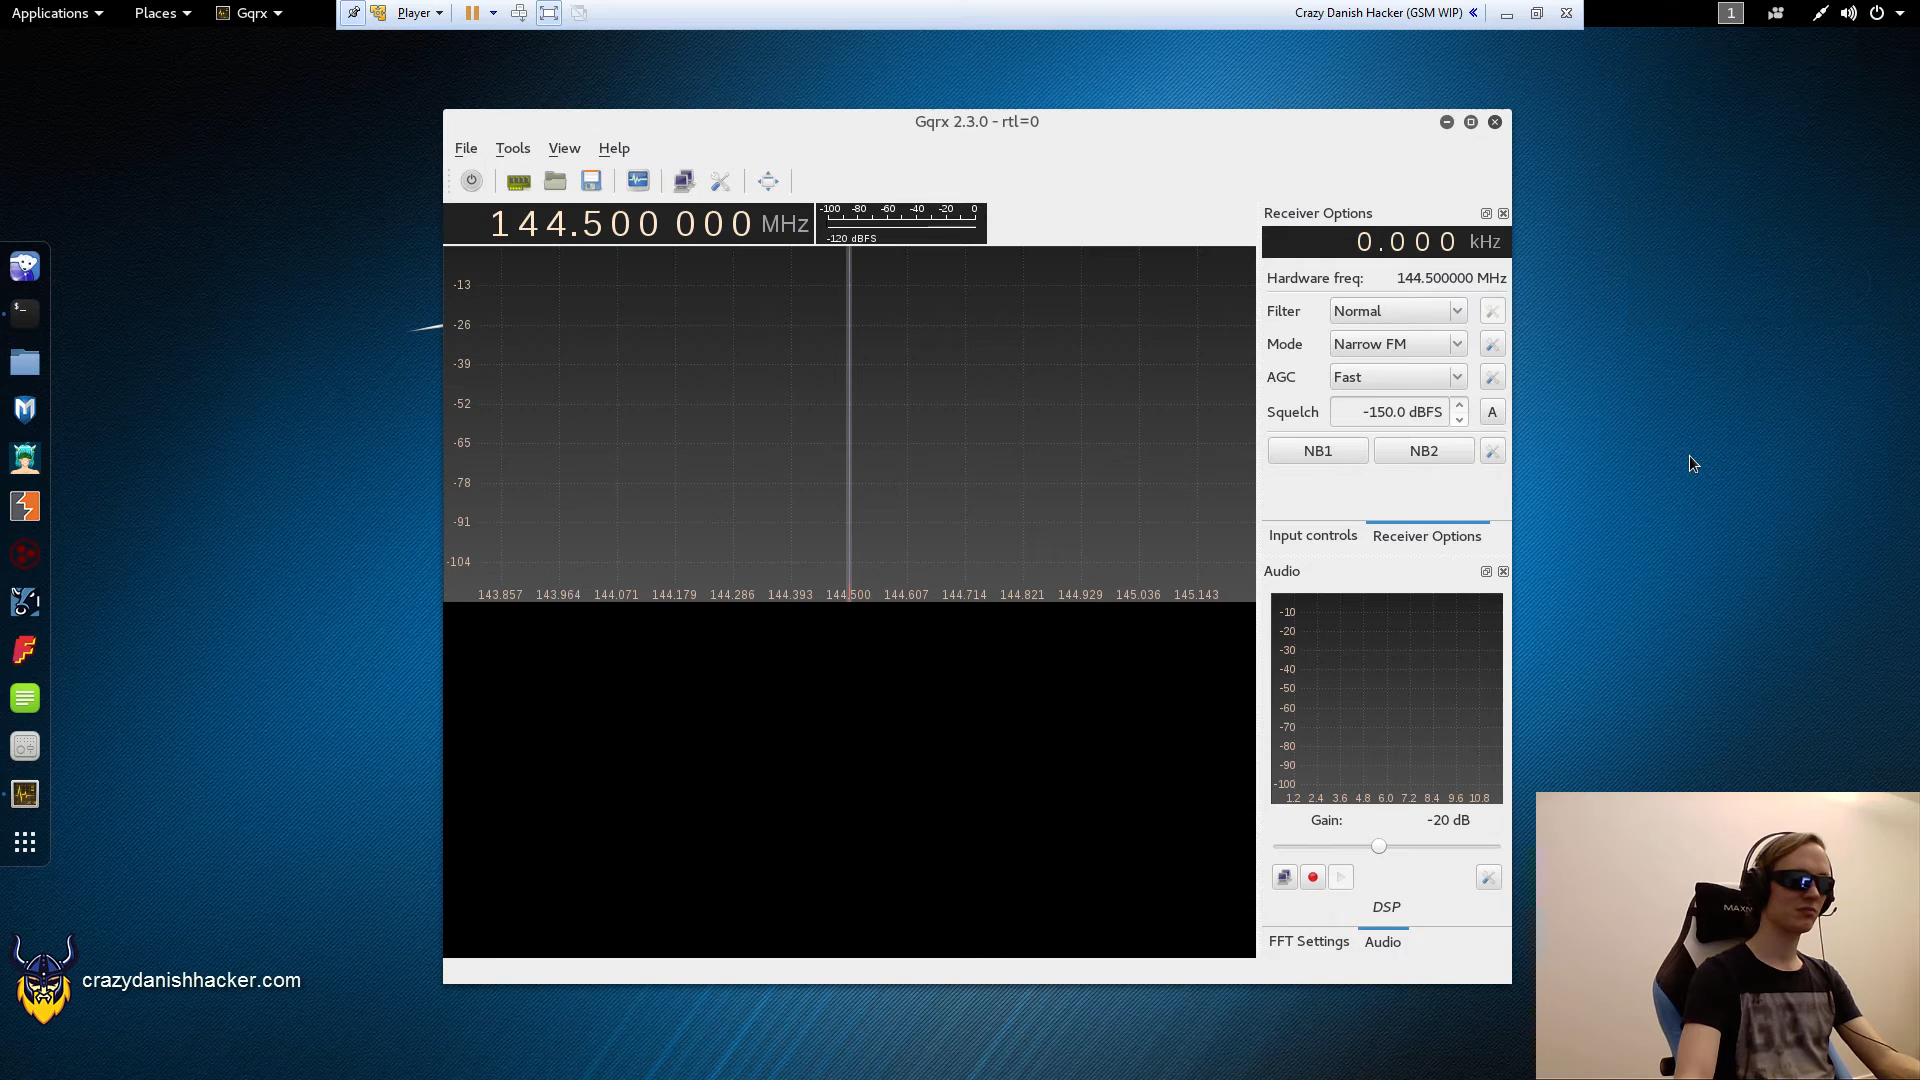 Applications Places Gqrx Player Crazy Danish Hacker (GSM WIP) 1
Gqrx 2.3.0 - rtl=0
File Tools View Help
144.500 000 MHz
-100 -80 -60 -40 -20 0
-120 dBFS
-13
-26
-39
-52
-65
-78
-91
-104
143.857 143.964 144.071 144.179 144.286 144.393 144.500 144.607 144.714 144.821 144.929 145.036 145.143
Receiver Options
0.000 kHz
Hardware freq: 144.500000 MHz
Filter Normal
Mode Narrow FM
AGC Fast
Squelch -150.0 dBFS A
NB1 NB2
Input controls Receiver Options
Audio
-10
-20
-30
-40
-50
-60
-70
-80
-90
-100
1.2 2.4 3.6 4.8 6.0 7.2 8.4 9.6 10.8
Gain: -20 dB
DSP
FFT Settings Audio
crazydanishhacker.com